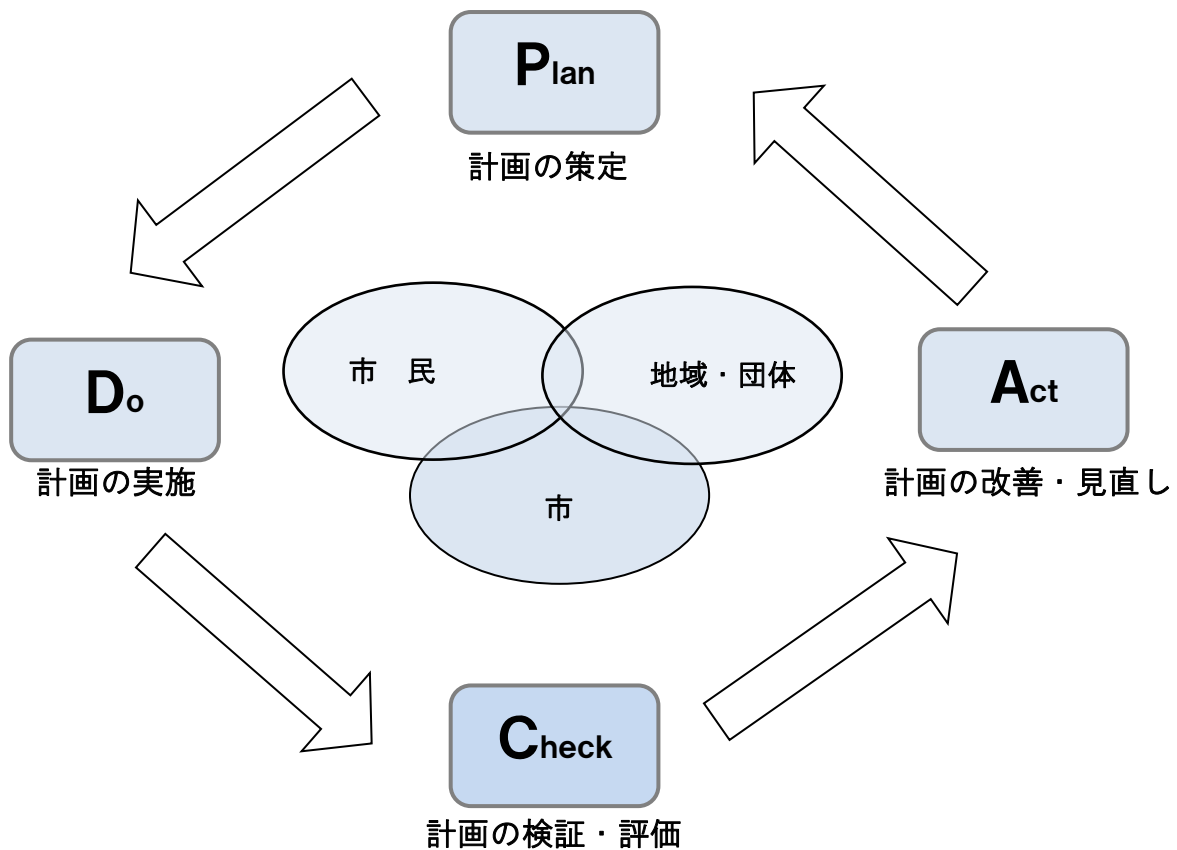 Plan
計画の策定
市　民
地域・団体
Do
Act
計画の実施
計画の改善・見直し
市
Check
計画の検証・評価